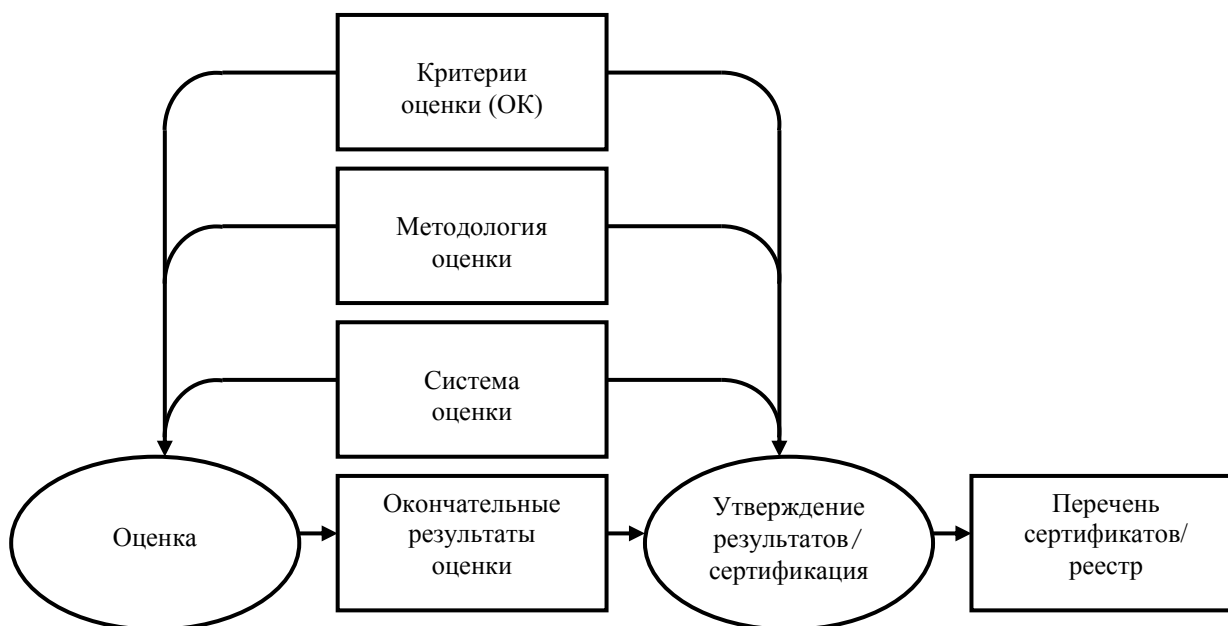 Критерии
оценки (ОК)
Методология
оценки
Система
оценки
Оценка
Окончательные
результаты
оценки
Утверждение
результатов/
сертификация
Перечень
сертификатов/
реестр